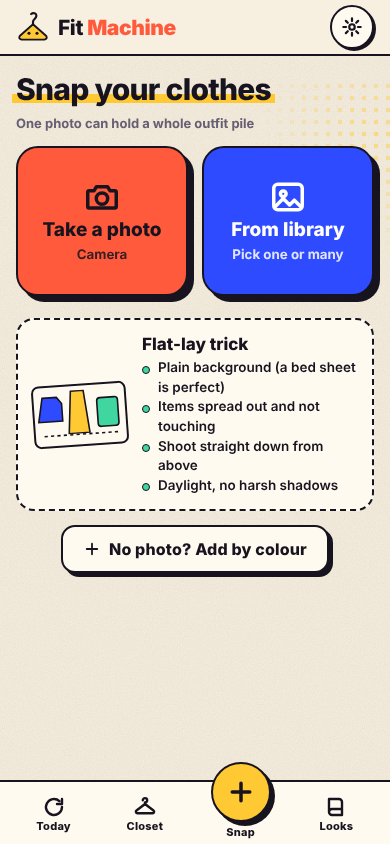 Fit Machine
Snap your clothes
One photo can hold a whole outfit pile
Take a photo
Camera
From library
Pick one or many
Flat-lay trick
Plain background (a bed sheet
is perfect)
Items spread out and not
touching
Shoot straight down from
above
Daylight, no harsh shadows
No photo? Add by colour
Today
Closet
Snap
Looks